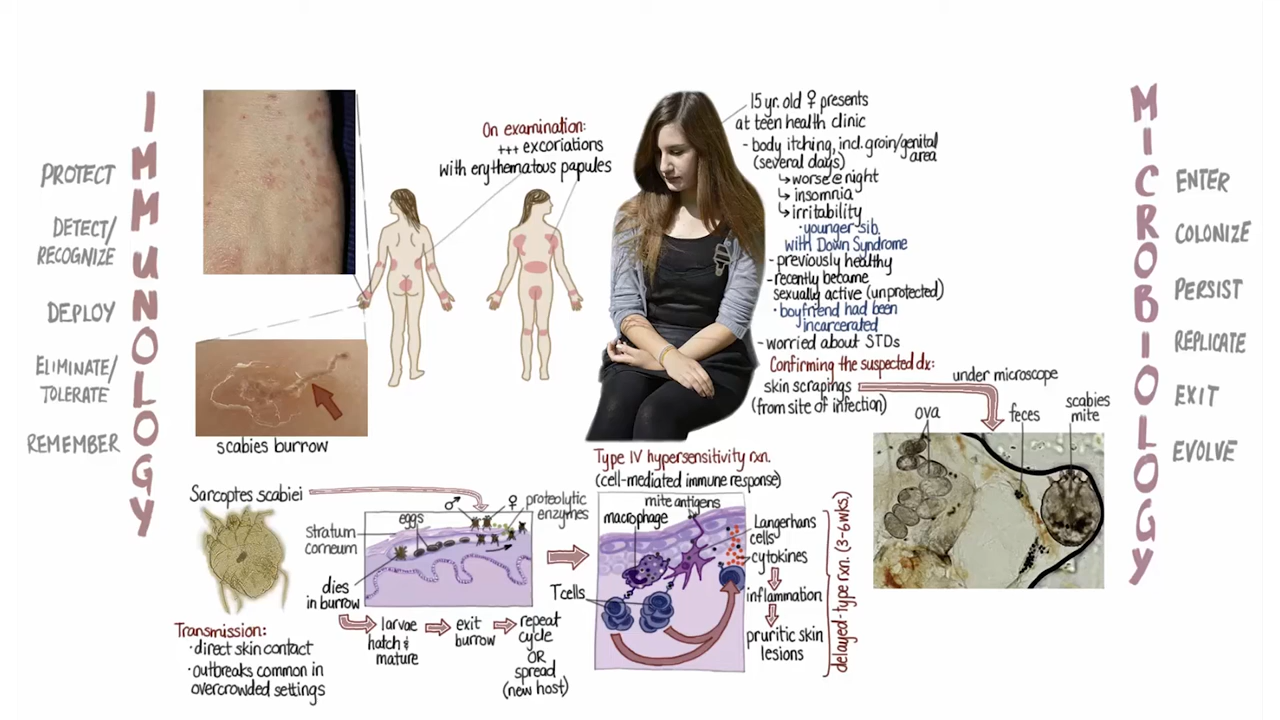 IMMUNOLOGY
PROTECT
DETECT/
RECOGNIZE
DEPLOY
ELIMINATE/
TOLERATE
REMEMBER
On examination:
+++ excoriations
with erythematous papules
scabies burrow
15 yr. old ♀ presents
at teen health clinic
- body itching, incl. groin/genital
area
(several days)
↳ worse @ night
↳ insomnia
↳ irritability
· younger sib.
with Down Syndrome
- previously healthy
- recently became
sexually active (unprotected)
· boyfriend had been
incarcerated
- worried about STDs
Confirming the suspected dx:
skin scrapings
(from site of infection)
under microscope
ova
feces
scabies
mite
MICROBIOLOGY
ENTER
COLONIZE
PERSIST
REPLICATE
EXIT
EVOLVE
Sarcoptes scabiei
♂
♀
proteolytic
enzymes
eggs
Stratum
corneum
dies
in burrow
larvae
hatch &
mature
exit
burrow
repeat
cycle
OR
spread
(new host)
Transmission:
· direct skin contact
· outbreaks common in
overcrowded settings
Type IV hypersensitivity rxn.
(cell-mediated immune response)
mite antigens
macrophage
Langerhans
cells
cytokines
Tcells
inflammation
pruritic skin
lesions
delayed-type rxn. (3-6wks)